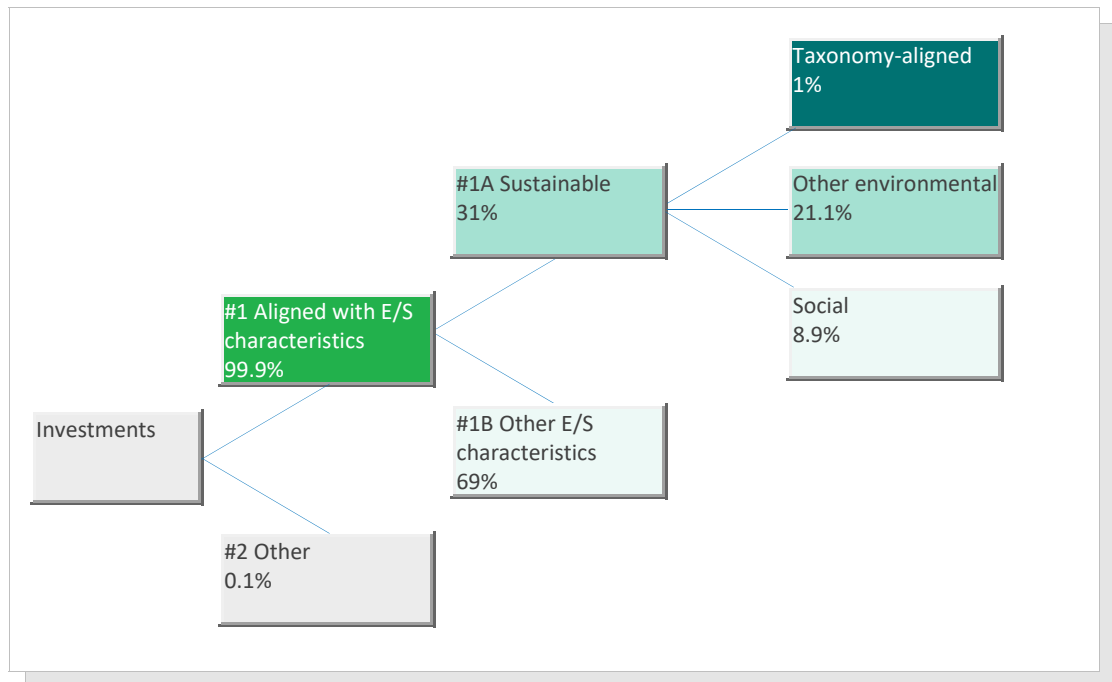 Taxonomy-aligned
1%
#1A Sustainable
31%
Other environmental
21.1%
#1 Aligned with E/S
characteristics
99.9%
Social
8.9%
Investments
#1B Other E/S
characteristics
69%
#2 Other
0.1%